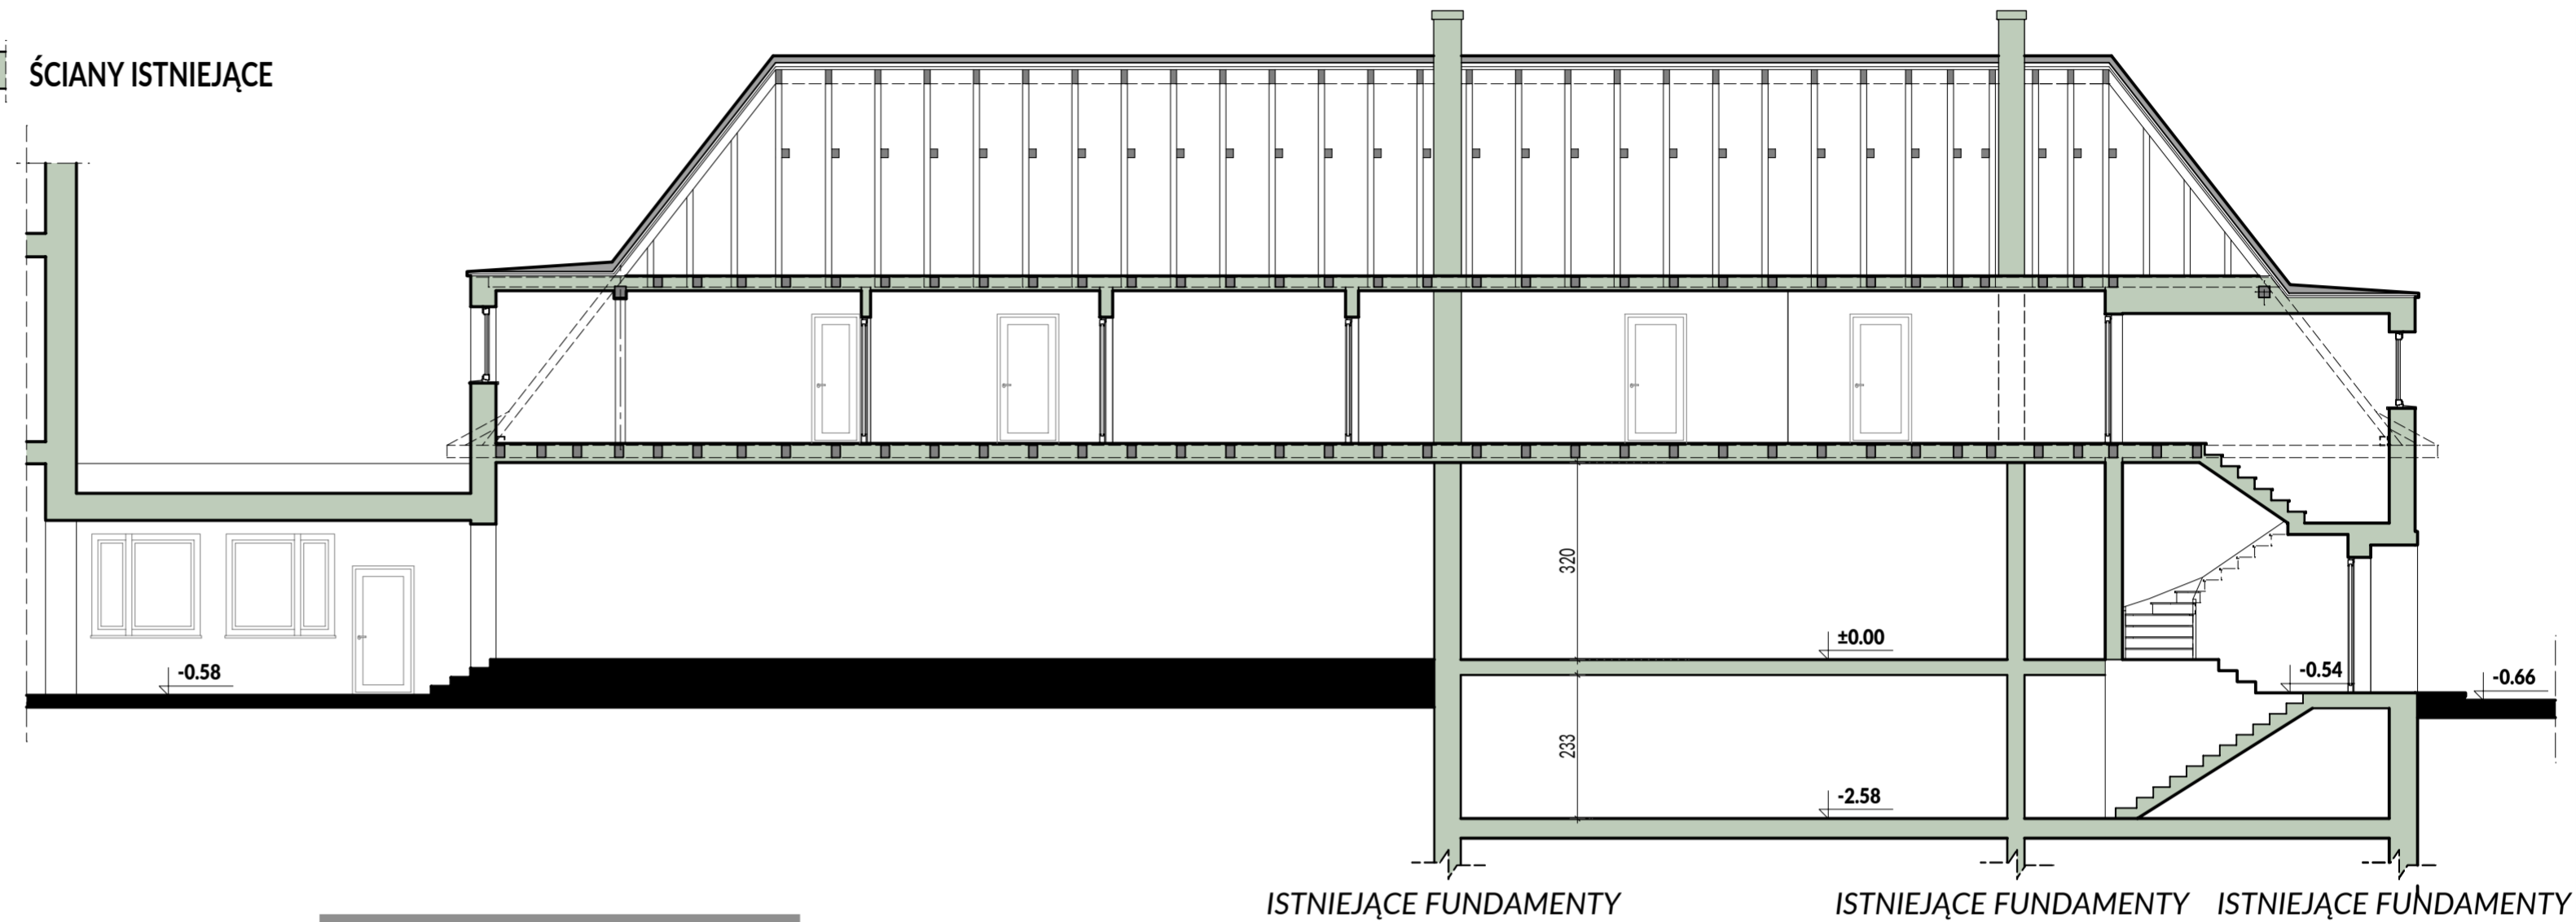 ŚCIANY ISTNIEJĄCE
320
±0.00
-0.58
-0.54
-0.66
233
-2.58
ISTNIEJĄCE FUNDAMENTY
ISTNIEJĄCE FUNDAMENTY
ISTNIEJĄCE FUNDAMENTY